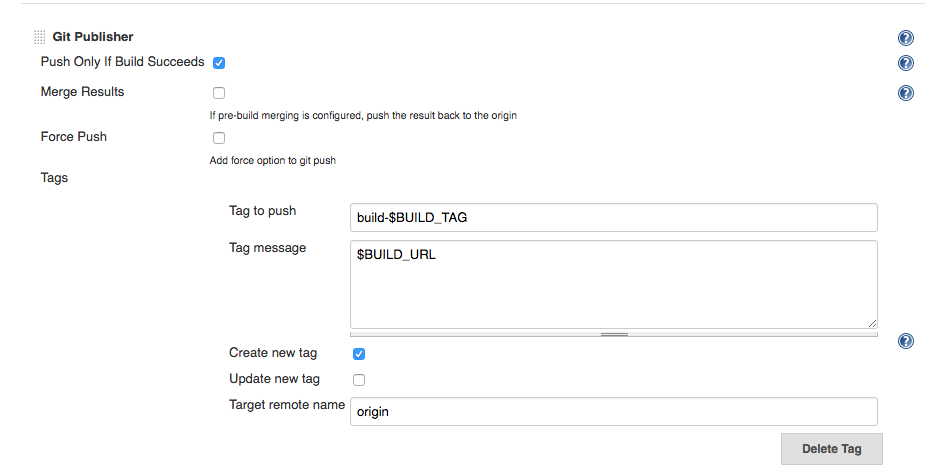 Git Publisher
Push Only If Build Succeeds
Merge Results
If pre-build merging is configured, push the result back to the origin
Force Push
Add force option to git push
Tags
Tag to push build-$BUILD_TAG
Tag message $BUILD_URL
Create new tag
Update new tag
Target remote name origin
Delete Tag